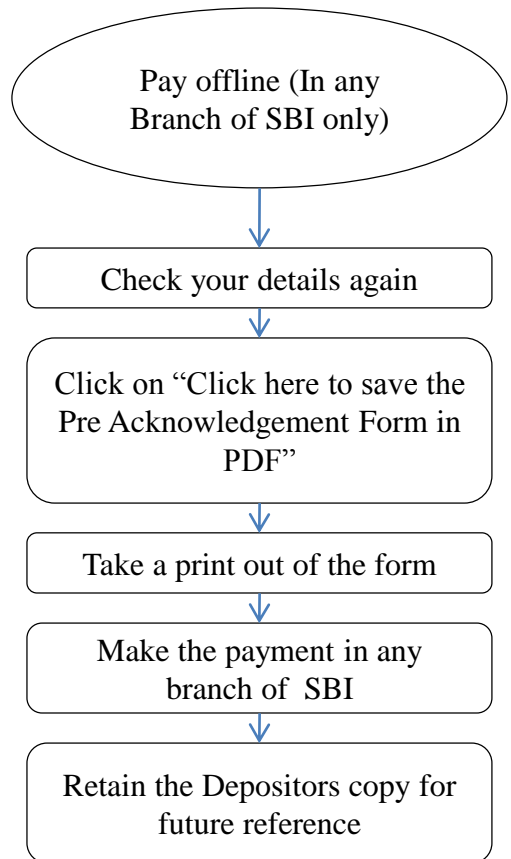 Pay offline (In any
Branch of SBI only)
Check your details again
Click on “Click here to save the
Pre Acknowledgement Form in
PDF”
Take a print out of the form
Make the payment in any
branch of SBI
Retain the Depositors copy for
future reference